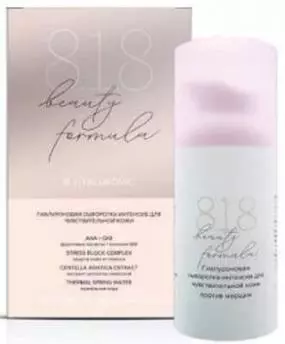 818
beauty
formula
ГИАЛУРОНОВАЯ СЫВОРОТКА-ИНТЕНСИВ ДЛЯ
ЧУВСТВИТЕЛЬНОЙ КОЖИ
AHA + Q10
STRESS BLOCK COMPLEX
CENTELLA ASIATICA EXTRACT
THERMAL SPRING WATER
818
beauty
formula
Гиалуроновая
сыворотка-интенсив для
чувствительной кожи
против морщин